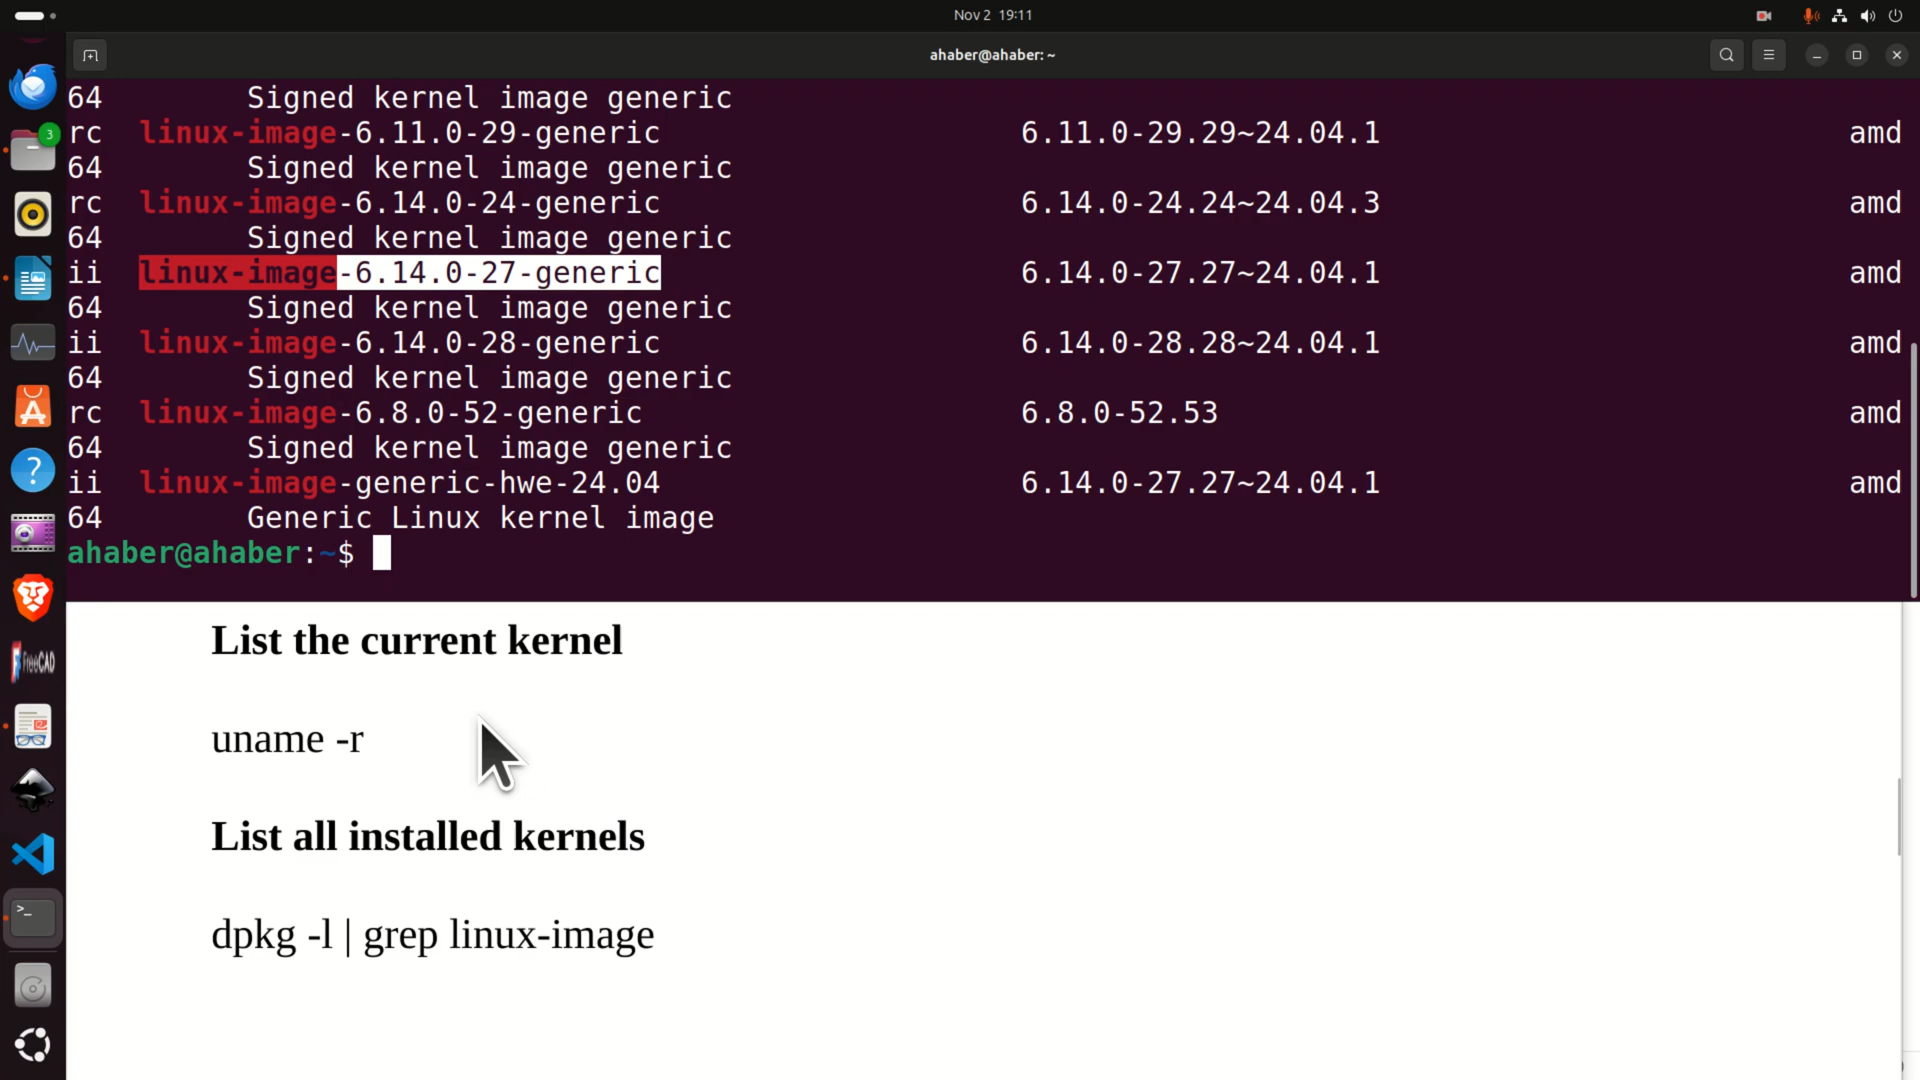 Nov 2 19:11
ahaber@ahaber: ~
64 Signed kernel image generic
rc linux-image-6.11.0-29-generic 6.11.0-29.29~24.04.1 amd
64 Signed kernel image generic
rc linux-image-6.14.0-24-generic 6.14.0-24.24~24.04.3 amd
64 Signed kernel image generic
ii linux-image-6.14.0-27-generic 6.14.0-27.27~24.04.1 amd
64 Signed kernel image generic
ii linux-image-6.14.0-28-generic 6.14.0-28.28~24.04.1 amd
64 Signed kernel image generic
rc linux-image-6.8.0-52-generic 6.8.0-52.53 amd
64 Signed kernel image generic
ii linux-image-generic-hwe-24.04 6.14.0-27.27~24.04.1 amd
64 Generic Linux kernel image
ahaber@ahaber:~$
3
FreeCAD
List the current kernel
uname -r
List all installed kernels
dpkg -l | grep linux-image